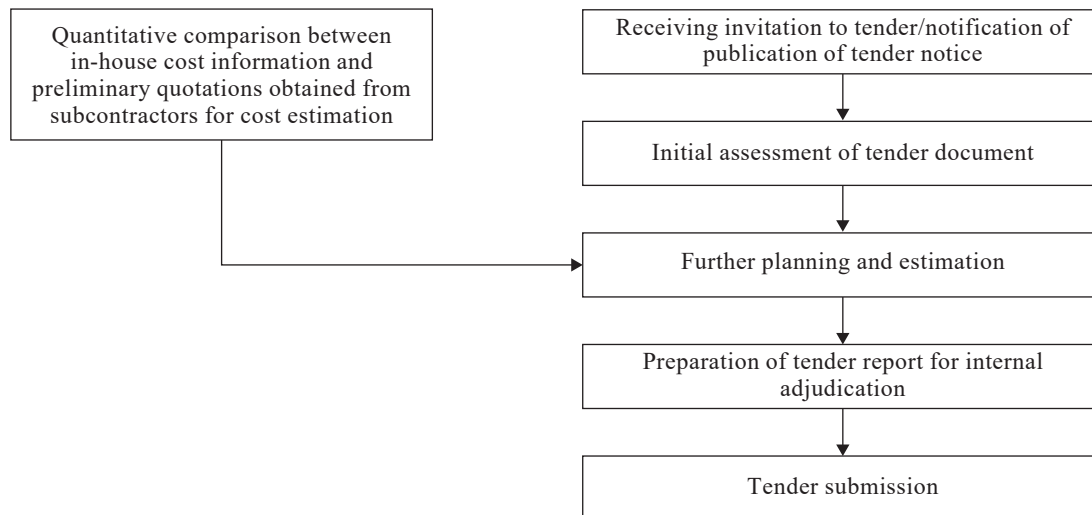 Quantitative comparison between
in-house cost information and
preliminary quotations obtained from
subcontractors for cost estimation
Receiving invitation to tender/notification of
publication of tender notice
Initial assessment of tender document
Further planning and estimation
Preparation of tender report for internal
adjudication
Tender submission